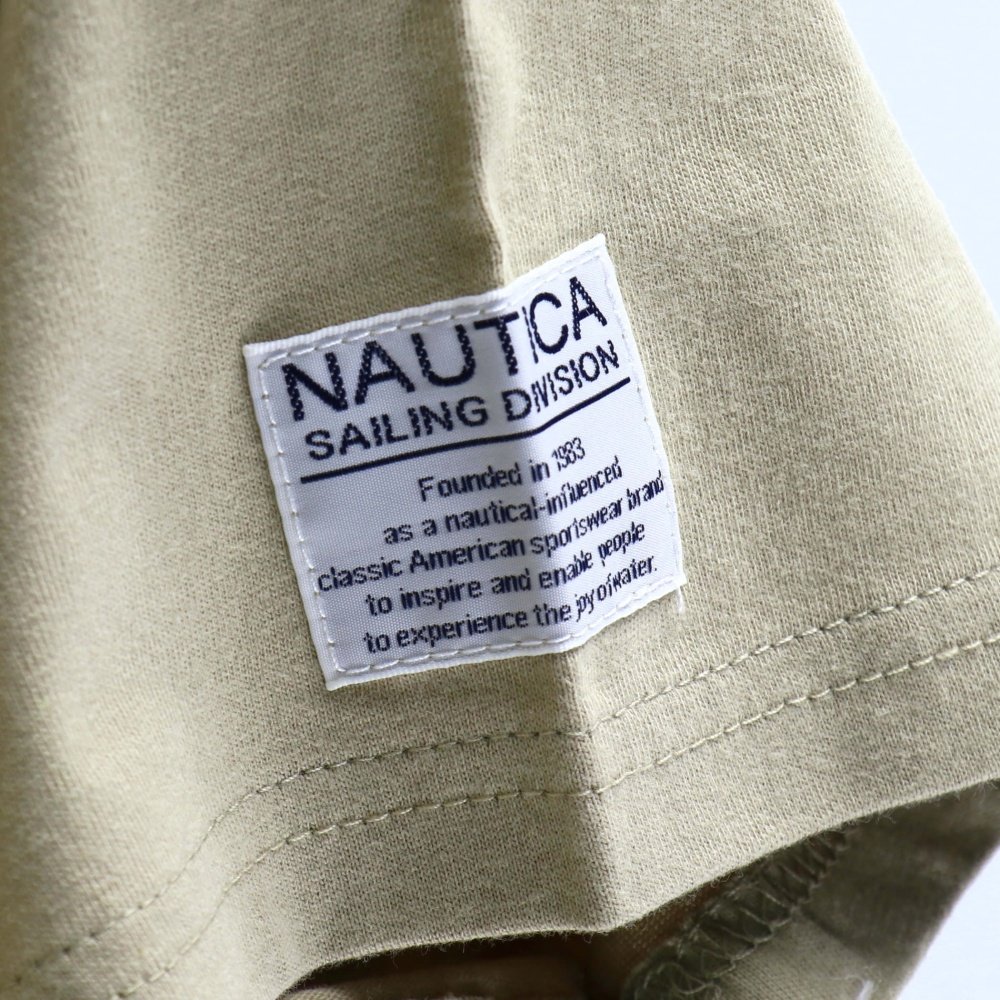 NAUTICA
SAILING DIVISION
Founded in 1983
as a nautical-influenced
classic American sportswear brand
to inspire and enable people
to experience the joy of water.